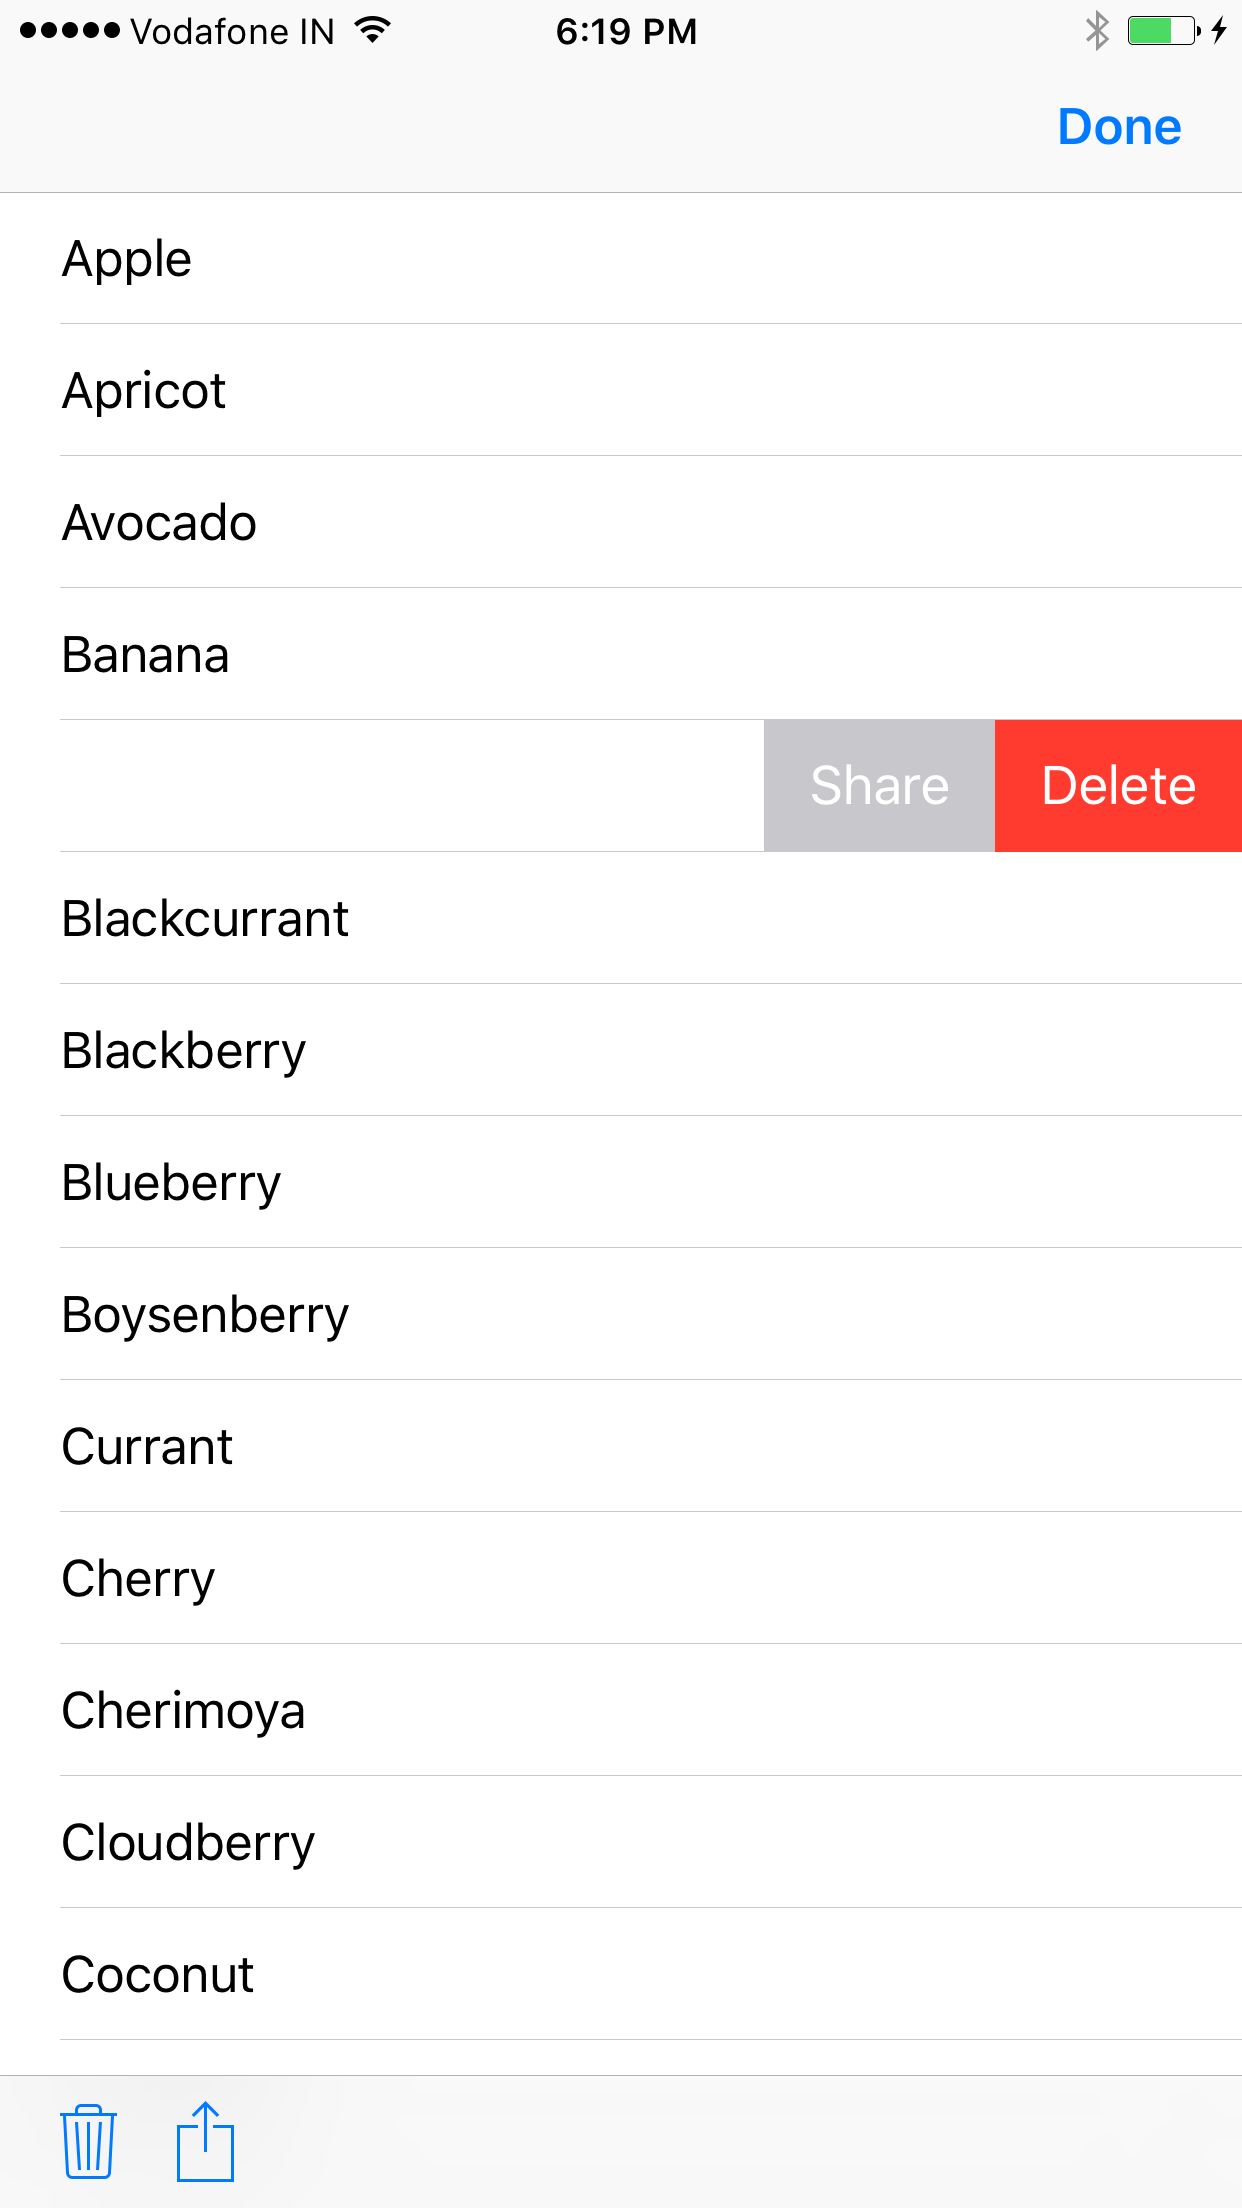 Vodafone IN 6:19 PM
Done
Apple
Apricot
Avocado
Banana
Share Delete
Blackcurrant
Blackberry
Blueberry
Boysenberry
Currant
Cherry
Cherimoya
Cloudberry
Coconut